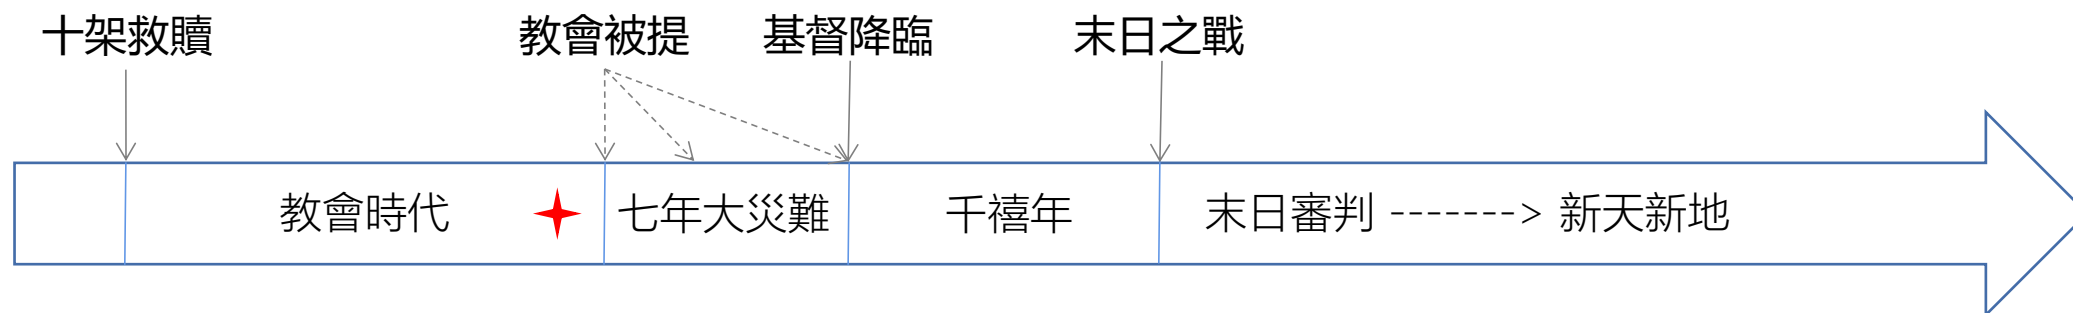 十架救贖 教會被提 基督降臨 末日之戰
教會時代 七年大災難 千禧年 末日審判 -------> 新天新地